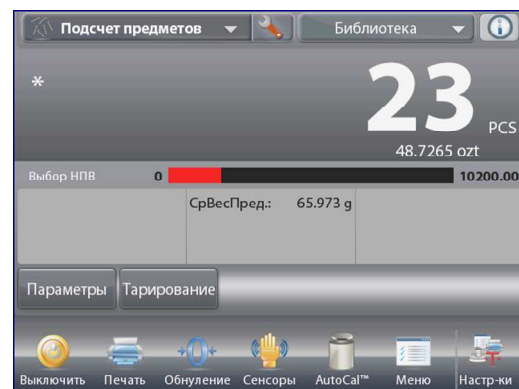 Подсчет предметов Библиотека
*
23 PCS
48.7265 ozt
Выбор НПВ 0 10200.00
СрВесПред.: 65.973 g
Параметры Тарирование
Выключить Печать Обнуление Сенсоры AutoCal™ Меню Настр-ки